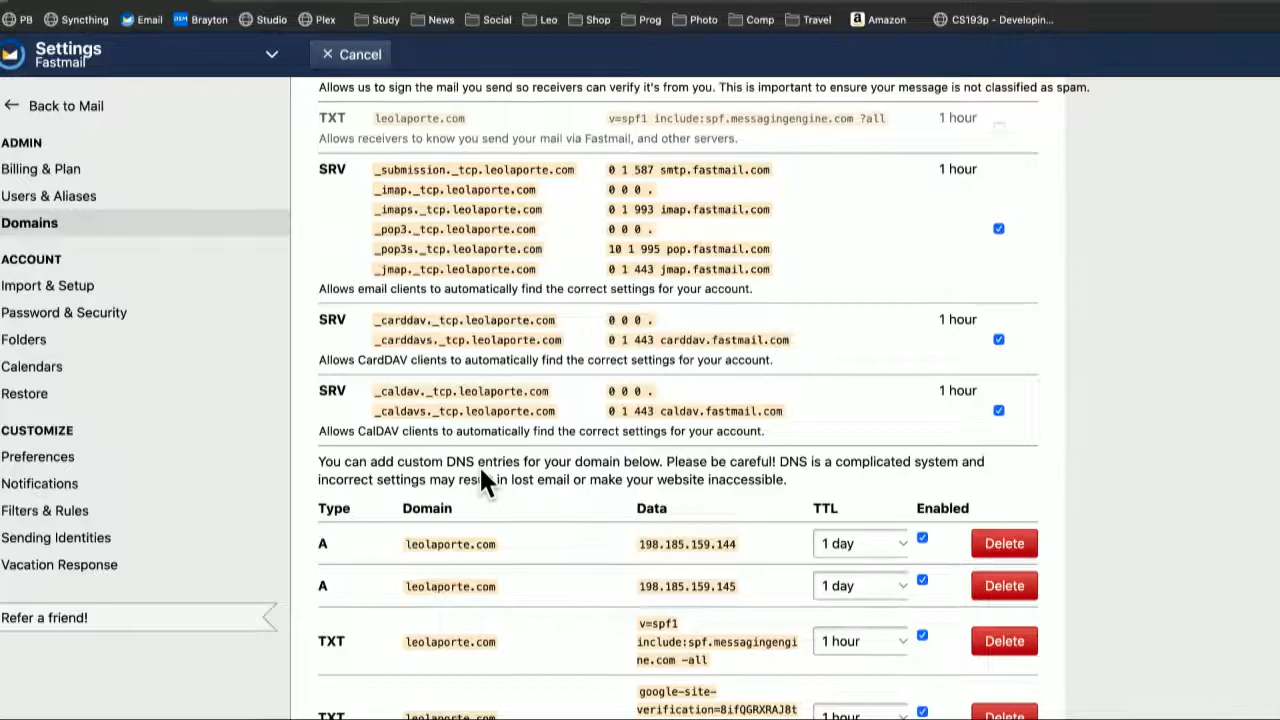 PB Syncthing Email Brayton Studio Plex Study News Social Leo Shop Prog Photo Comp Travel Amazon CS193p - Developin...
Settings
Fastmail
× Cancel
Allows us to sign the mail you send so receivers can verify it's from you. This is important to ensure your message is not classified as spam.
← Back to Mail
ADMIN
Billing & Plan
Users & Aliases
Domains
ACCOUNT
Import & Setup
Password & Security
Folders
Calendars
Restore
CUSTOMIZE
Preferences
Notifications
Filters & Rules
Sending Identities
Vacation Response
Refer a friend!
TXT leolaporte.com v=spf1 include:spf.messagingengine.com ?all 1 hour
Allows receivers to know you send your mail via Fastmail, and other servers.
SRV _submission._tcp.leolaporte.com 0 1 587 smtp.fastmail.com 1 hour
_imap._tcp.leolaporte.com 0 0 0 .
_imaps._tcp.leolaporte.com 0 1 993 imap.fastmail.com
_pop3._tcp.leolaporte.com 0 0 0 .
_pop3s._tcp.leolaporte.com 10 1 995 pop.fastmail.com
_jmap._tcp.leolaporte.com 0 1 443 jmap.fastmail.com
Allows email clients to automatically find the correct settings for your account.
SRV _carddav._tcp.leolaporte.com 0 0 0 . 1 hour
_carddavs._tcp.leolaporte.com 0 1 443 carddav.fastmail.com
Allows CardDAV clients to automatically find the correct settings for your account.
SRV _caldav._tcp.leolaporte.com 0 0 0 . 1 hour
_caldavs._tcp.leolaporte.com 0 1 443 caldav.fastmail.com
Allows CalDAV clients to automatically find the correct settings for your account.
You can add custom DNS entries for your domain below. Please be careful! DNS is a complicated system and
incorrect settings may result in lost email or make your website inaccessible.
Type Domain Data TTL Enabled
A leolaporte.com 198.185.159.144 1 day Delete
A leolaporte.com 198.185.159.145 1 day Delete
v=spf1
TXT leolaporte.com include:spf.messagingengi 1 hour Delete
ne.com -all
google-site-
verification=8ifQGRXRAJ8t
TXT leolaporte.com 1 hour Delete